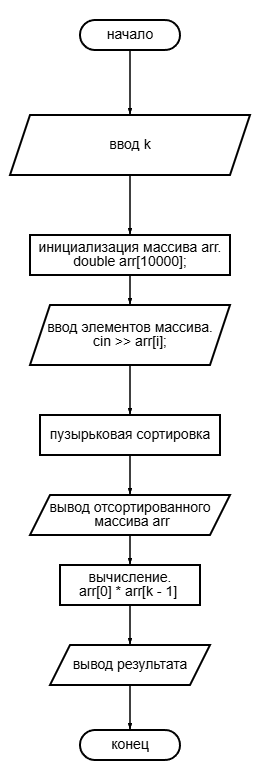 начало
ввод k
инициализация массива arr.
double arr[10000];
ввод элементов массива.
cin >> arr[i];
пузырьковая сортировка
вывод отсортированного
массива arr
вычисление.
arr[0] * arr[k - 1]
вывод результата
конец